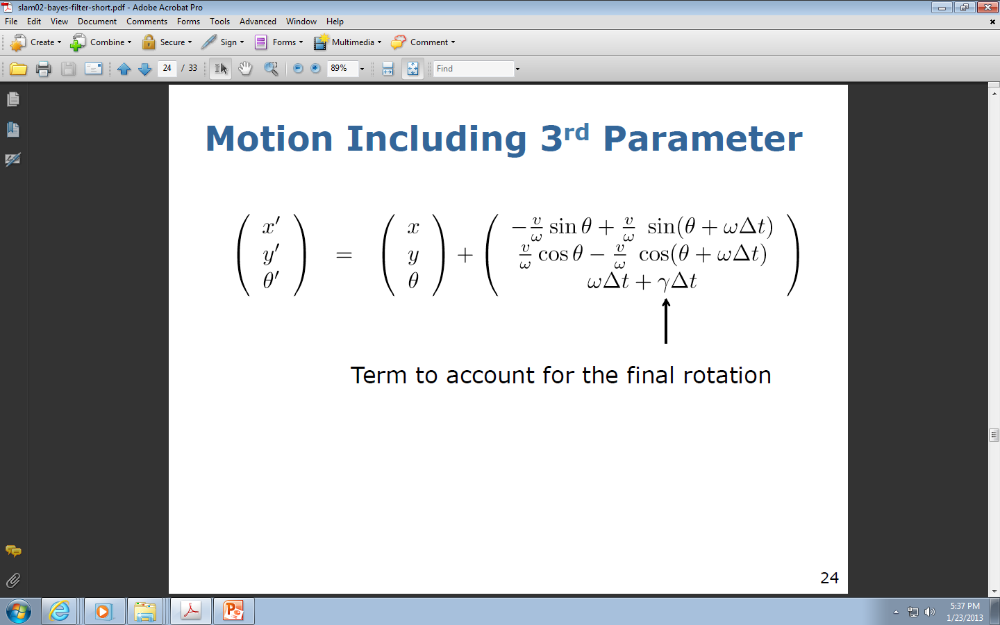 slam02-bayes-filter-short.pdf - Adobe Acrobat Pro
File Edit View Document Comments Forms Tools Advanced Window Help
Create Combine Secure Sign Forms Multimedia Comment
24 / 33 89% Find
Motion Including 3rd Parameter
x′ x −v/ω sin θ + v/ω sin(θ + ωΔt)
y′ = y + v/ω cos θ − v/ω cos(θ + ωΔt)
θ′ θ ωΔt + γΔt
Term to account for the final rotation
24
5:37 PM
1/23/2013